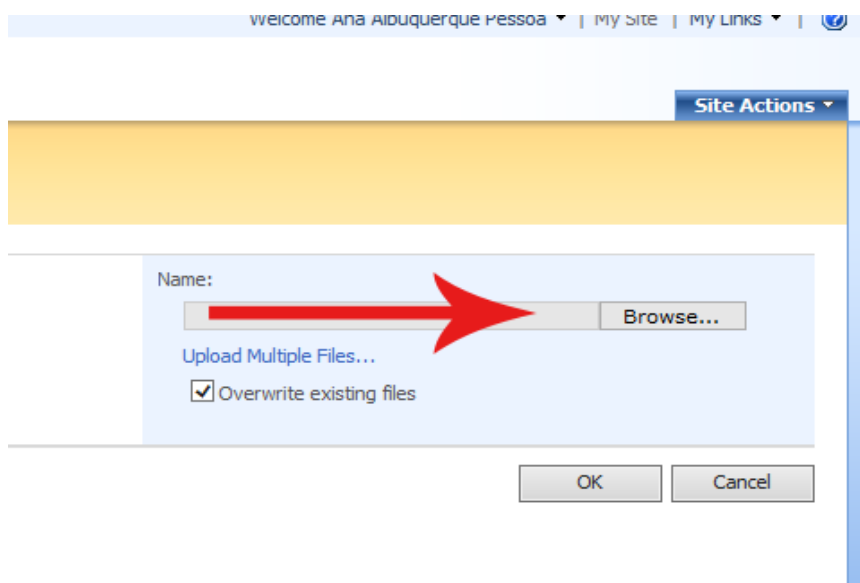 Welcome Ana Albuquerque Pessoa | My Site | My Links |
Site Actions
Name:
Browse...
Upload Multiple Files...
Overwrite existing files
OK Cancel